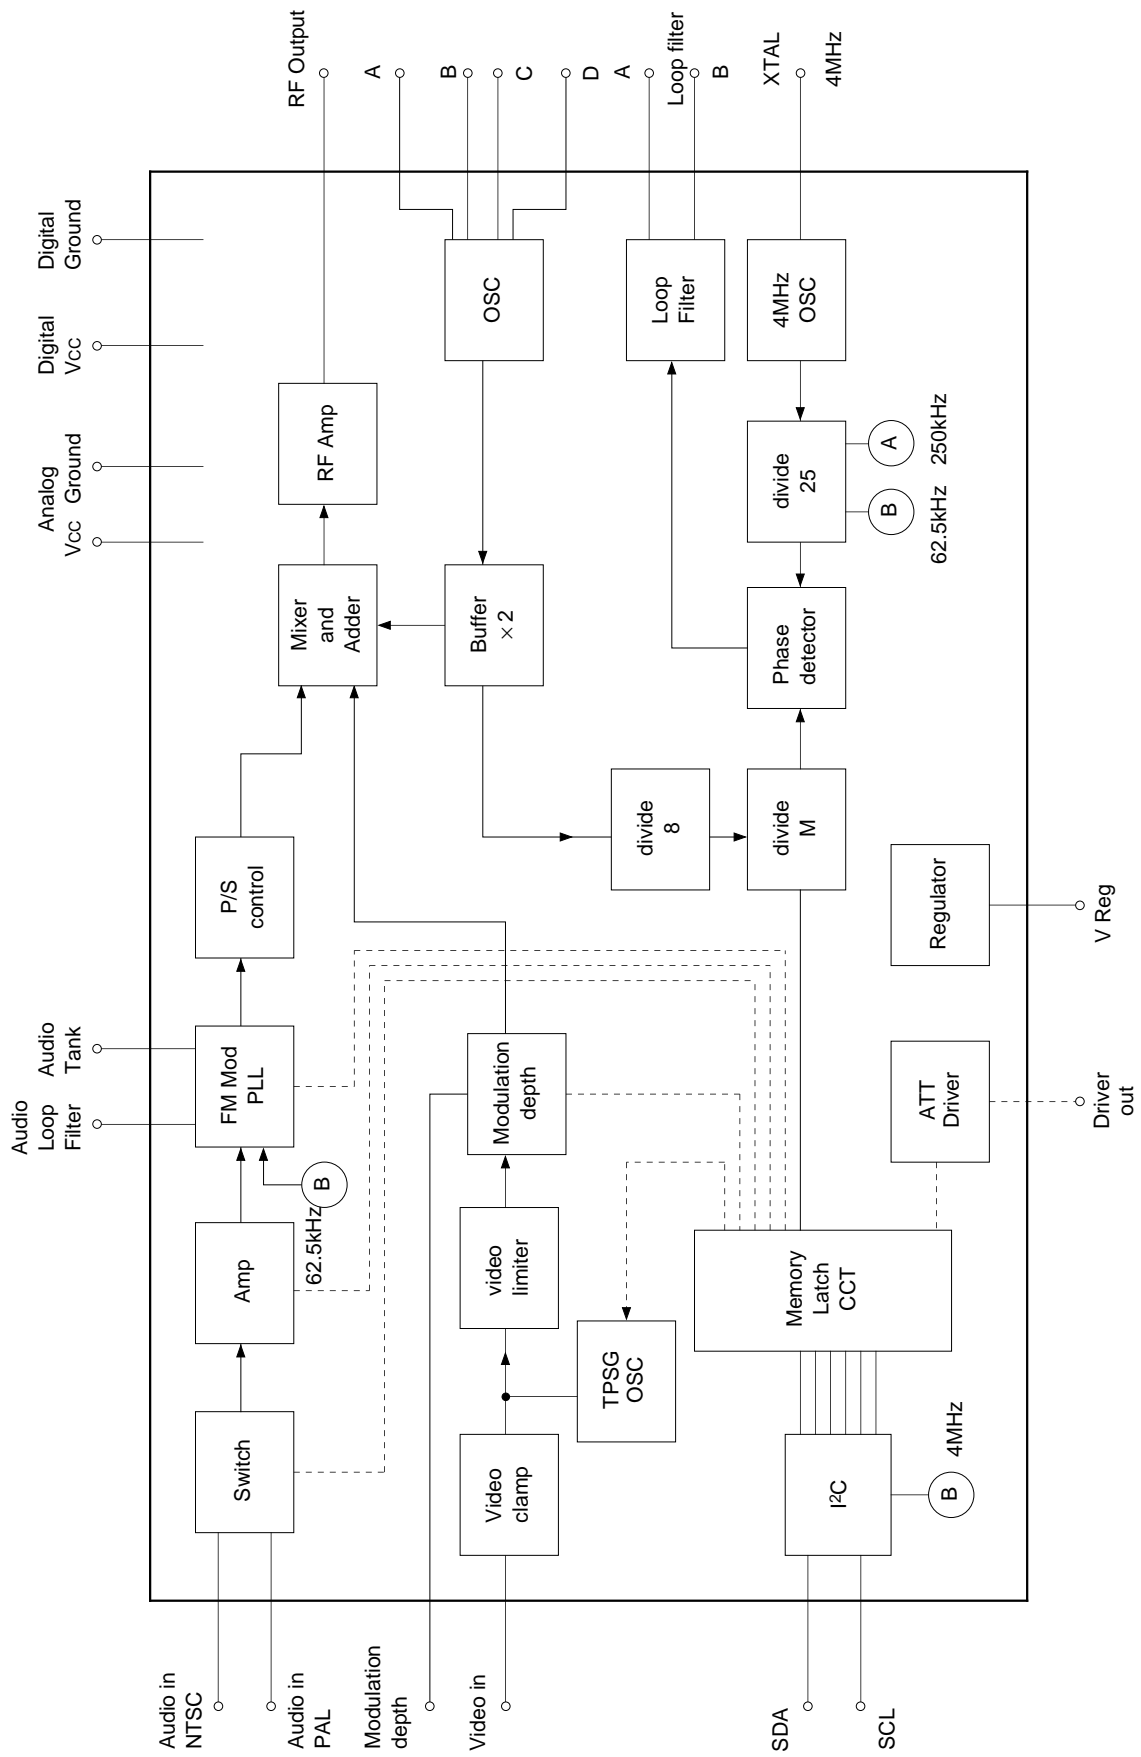 Audio in
NTSC
Audio in
PAL
Modulation
depth
Video in
SDA
SCL
Audio
Loop
Filter
Audio
Tank
Analog
Vcc Ground
Digital
Vcc
Digital
Ground
Switch
Amp
FM Mod
PLL
B
62.5kHz
P/S
control
Mixer
and
Adder
RF Amp
RF Output
Video
clamp
video
limiter
Modulation
depth
Buffer
×2
OSC
A
B
C
D
TPSG
OSC
divide
8
Loop
Filter
A
Loop filter
B
I²C
B
4MHz
Memory
Latch
CCT
divide
M
Phase
detector
divide
25
4MHz
OSC
XTAL
4MHz
B
62.5kHz
A
250kHz
ATT
Driver
Driver
out
Regulator
V Reg